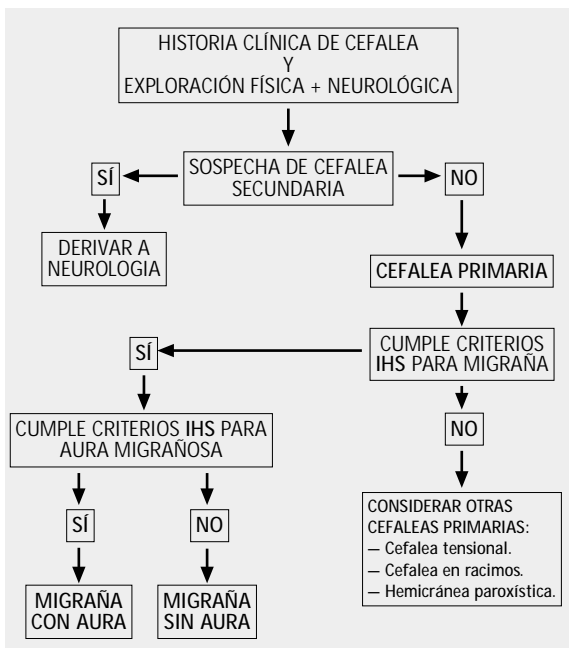 HISTORIA CLÍNICA DE CEFALEA
Y
EXPLORACIÓN FÍSICA + NEUROLÓGICA
SÍ
SOSPECHA DE CEFALEA
SECUNDARIA
NO
DERIVAR A
NEUROLOGIA
CEFALEA PRIMARIA
SÍ
CUMPLE CRITERIOS
IHS PARA MIGRAÑA
CUMPLE CRITERIOS IHS PARA
AURA MIGRAÑOSA
NO
SÍ
NO
CONSIDERAR OTRAS
CEFALEAS PRIMARIAS:
— Cefalea tensional.
— Cefalea en racimos.
— Hemicránea paroxística.
MIGRAÑA
CON AURA
MIGRAÑA
SIN AURA